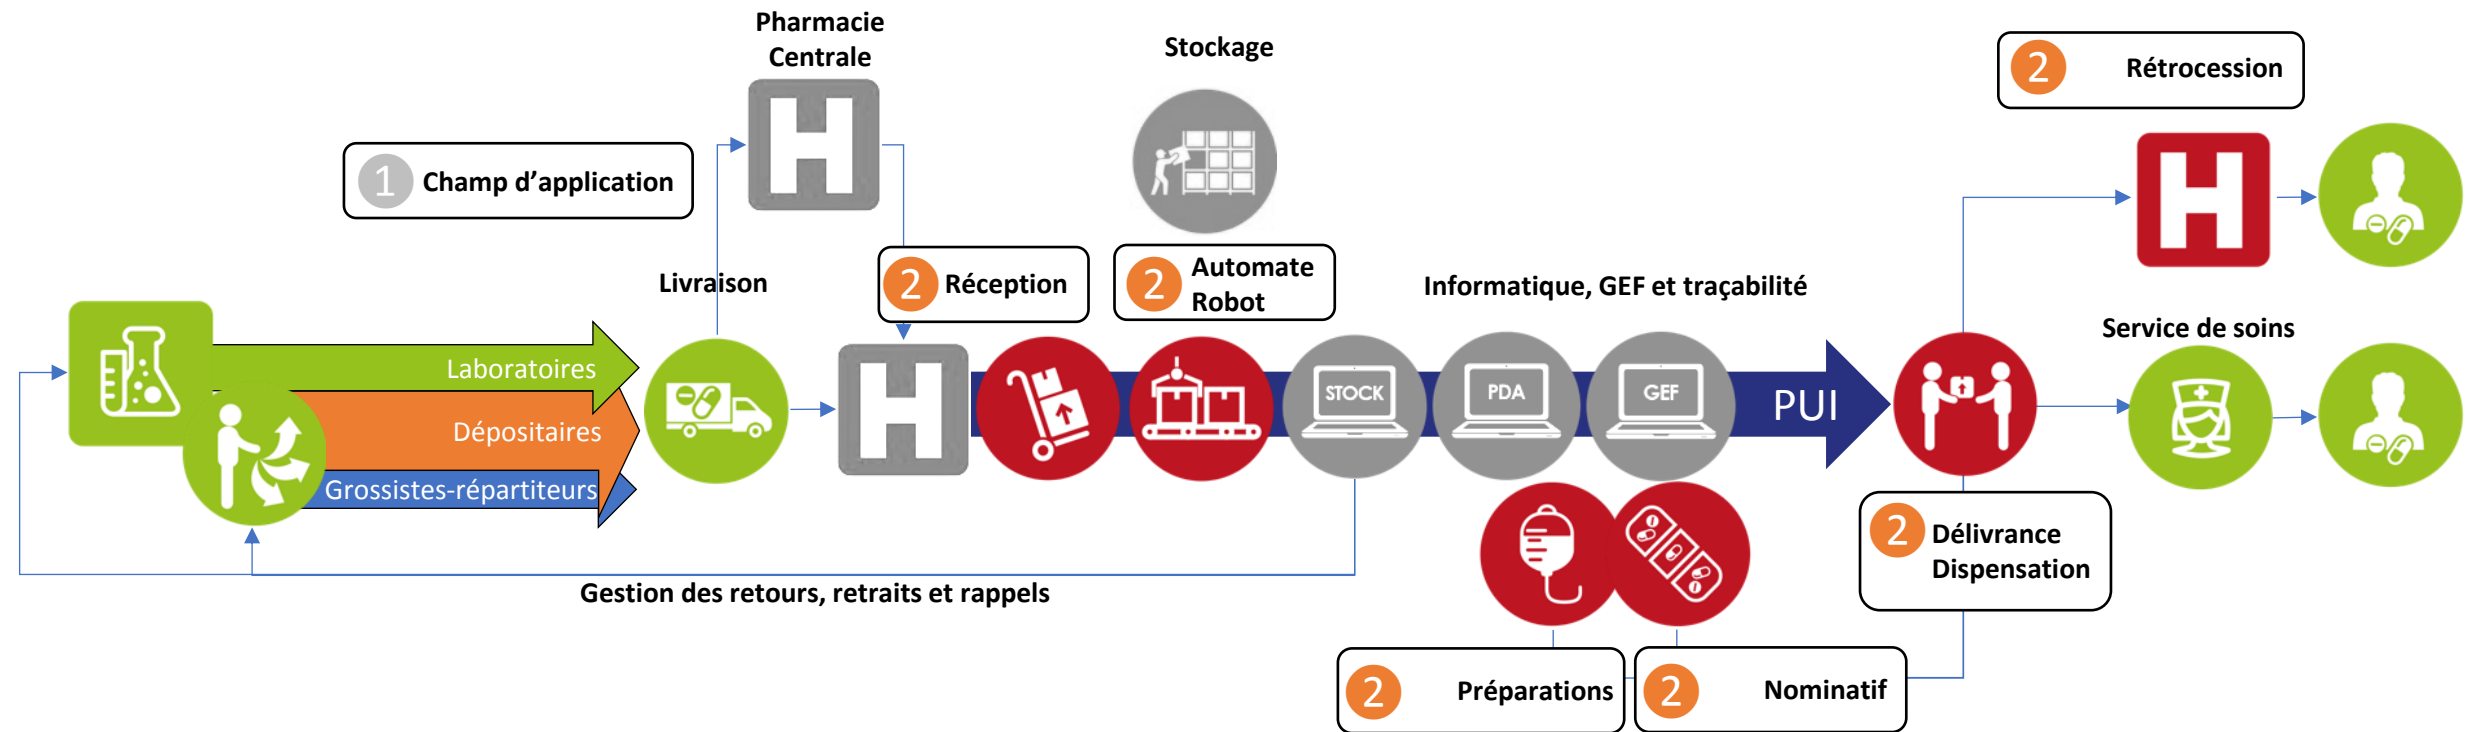 Pharmacie
Centrale
H
Stockage
2 Rétrocession
H
1 Champ d’application
Livraison
2 Réception
2 Automate
Robot
Informatique, GEF et traçabilité
Service de soins
Laboratoires
Dépositaires
Grossistes-répartiteurs
H
STOCK
PDA
GEF
PUI
2 Délivrance
Dispensation
Gestion des retours, retraits et rappels
2 Préparations
2 Nominatif